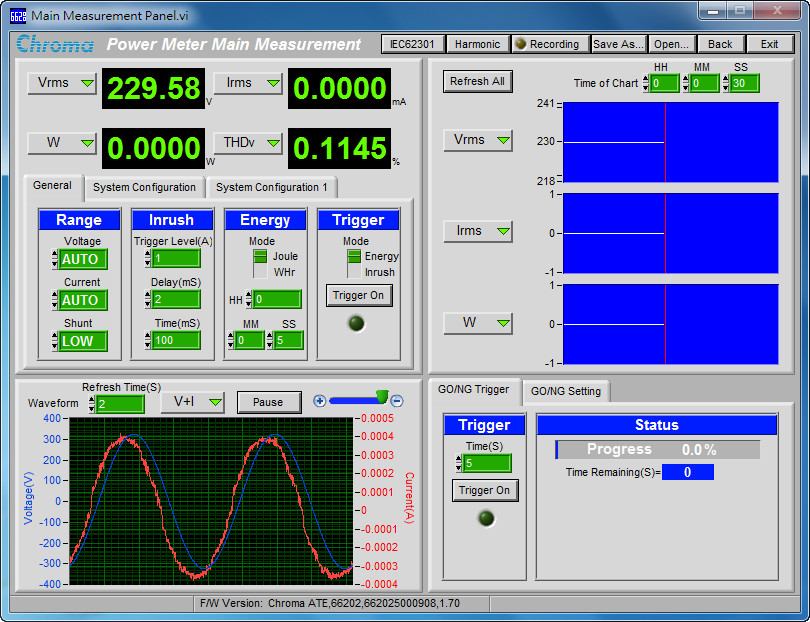 6628 Main Measurement Panel.vi
Chroma Power Meter Main Measurement IEC62301 Harmonic Recording Save As... Open... Back Exit
Vrms 229.58 V Irms 0.0000 mA
W 0.0000 W THDv 0.1145 %
General System Configuration System Configuration 1
Range Inrush Energy Trigger
Voltage Trigger Level(A) Mode Mode
AUTO 1 Joule Energy
WHr Inrush
Current Delay(mS)
AUTO 2 HH 0 Trigger On
Shunt Time(mS) MM SS
LOW 100 0 5
Refresh All Time of Chart HH MM SS
0 0 30
Vrms 241
230
218
Irms 1
0
-1
W 1
0
-1
Refresh Time(S)
Waveform 2 V+I Pause
Voltage(V)
400
300
200
100
0
-100
-200
-300
-400
0.0005
0.0004
0.0003
0.0002
0.0001
0
-0.0001
-0.0002
-0.0003
-0.0004
Current(A)
GO/NG Trigger GO/NG Setting
Trigger Status
Time(S) Progress 0.0%
5 Time Remaining(S)= 0
Trigger On
F/W Version: Chroma ATE,66202,662025000908,1.70